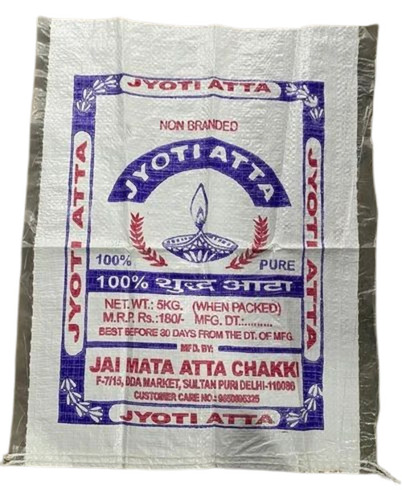 JYOTI ATTA
NON BRANDED
JYOTI ATTA
JYOTI ATTA
JYOTI ATTA
100% PURE
100% शुद्ध आटा
NET. WT.: 5KG. (WHEN PACKED)
M.R.P. Rs.:180/- MFG. DT.:.........
BEST BEFORE 30 DAYS FROM THE DT. OF MFG.
MFD. BY:
JAI MATA ATTA CHAKKI
F-7/15, DDA MARKET, SULTAN PURI DELHI-110086
CUSTOMER CARE NO.:
JYOTI ATTA